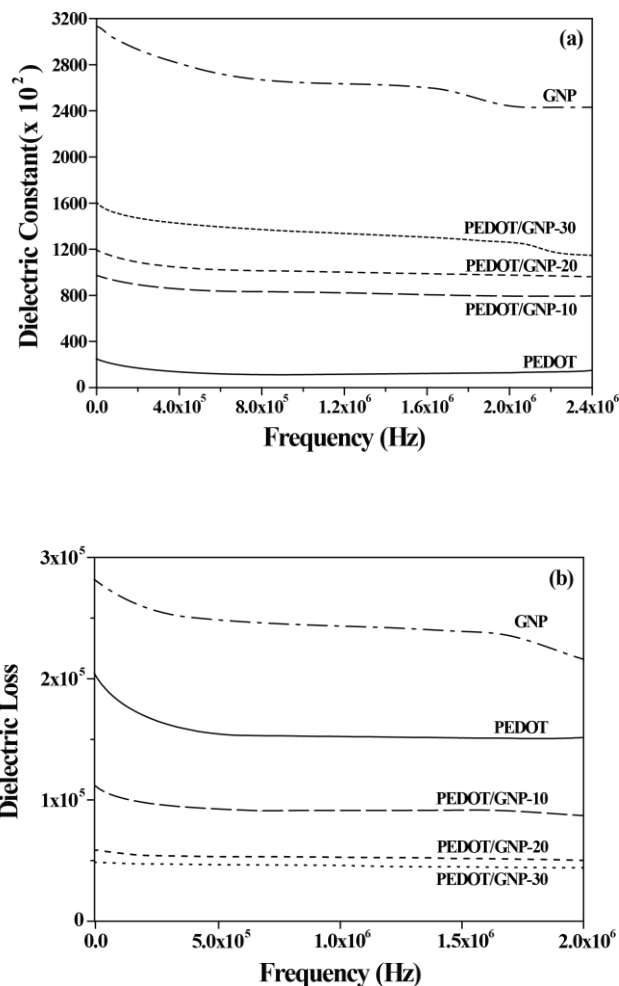 3200
(a)
2800
GNP
2400
2000
1600
PEDOT/GNP-30
1200
PEDOT/GNP-20
800
PEDOT/GNP-10
400
PEDOT
0
0.0
4.0x10⁵
8.0x10⁵
1.2x10⁶
1.6x10⁶
2.0x10⁶
2.4x10⁶
Dielectric Constant(x 10²)
Frequency (Hz)
3x10⁵
(b)
GNP
2x10⁵
PEDOT
1x10⁵
PEDOT/GNP-10
PEDOT/GNP-20
PEDOT/GNP-30
0
0.0
5.0x10⁵
1.0x10⁶
1.5x10⁶
2.0x10⁶
Dielectric Loss
Frequency (Hz)